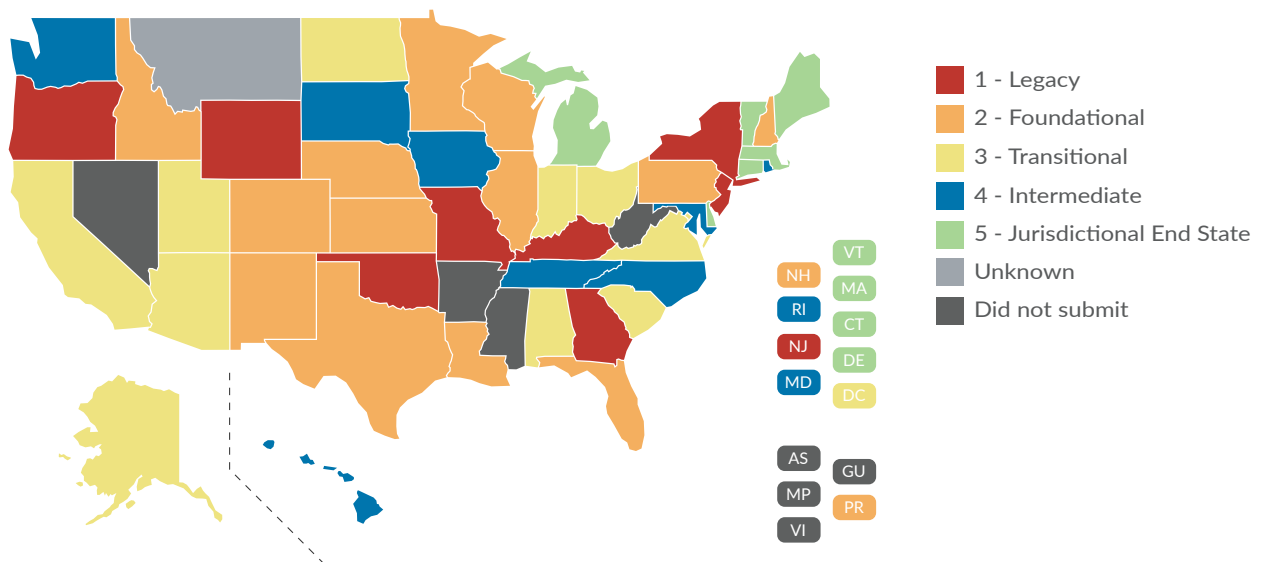 1 - Legacy
2 - Foundational
3 - Transitional
4 - Intermediate
5 - Jurisdictional End State
Unknown
Did not submit
VT
NH
MA
RI
CT
NJ
DE
MD
DC
AS
GU
MP
PR
VI